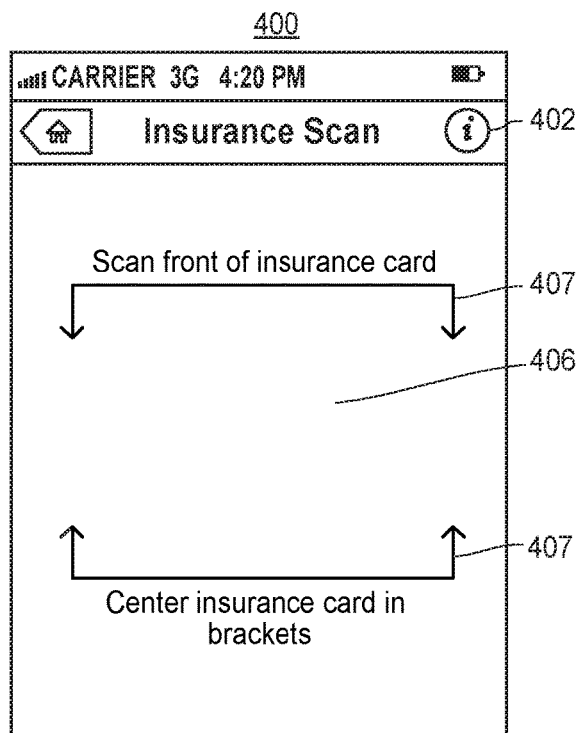 400
CARRIER 3G 4:20 PM
Insurance Scan i 402
Scan front of insurance card
407
406
407
Center insurance card in
brackets